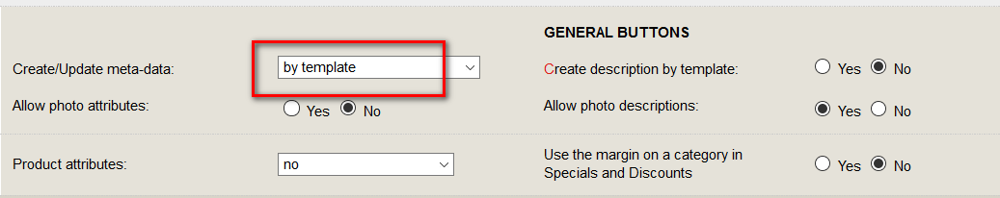 GENERAL BUTTONS
Create/Update meta-data: by template Create description by template: Yes No
Allow photo attributes: Yes No Allow photo descriptions: Yes No
Product attributes: no Use the margin on a category in Yes No
Specials and Discounts